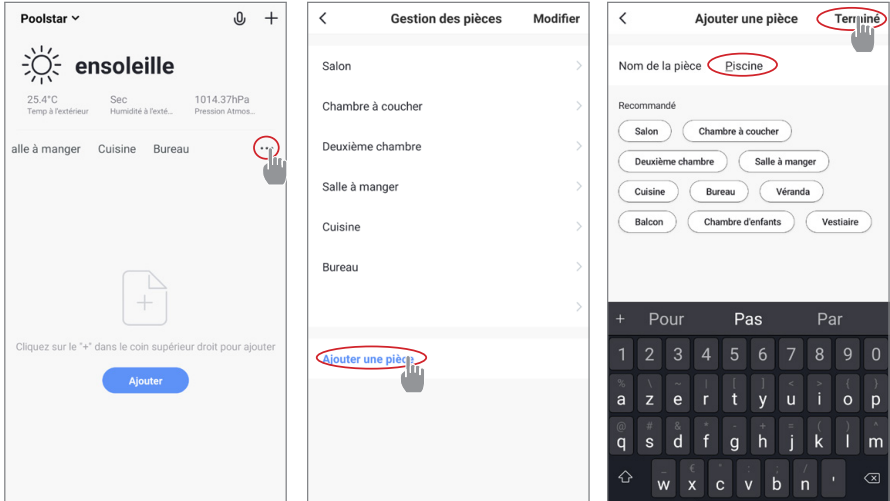 Poolstar
ensoleille
25.4°C Sec 1014.37hPa
Temp à l'extérieur Humidité à l'exté... Pression Atmos...
alle à manger Cuisine Bureau ...
Cliquez sur le "+" dans le coin supérieur droit pour ajouter
Ajouter
Gestion des pièces Modifier
Salon
Chambre à coucher
Deuxième chambre
Salle à manger
Cuisine
Bureau
Ajouter une pièce
Ajouter une pièce Terminé
Nom de la pièce Piscine
Recommandé
Salon Chambre à coucher
Deuxième chambre Salle à manger
Cuisine Bureau Véranda
Balcon Chambre d'enfants Vestiaire
+ Pour Pas Par
1 2 3 4 5 6 7 8 9 0
% \ ~ | [ ] < > { }
a z e r t y u i o p
@ # & * - + = ( ) ^
q s d f g h j k l m
_ € " : ; /
w x c v b n '